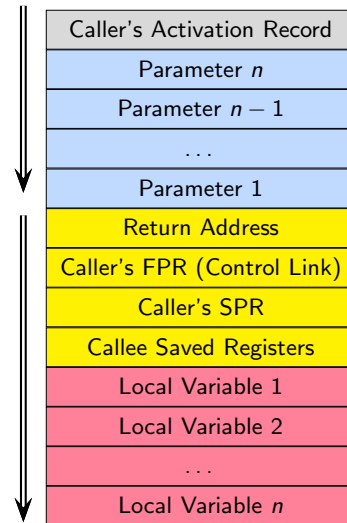 Caller's Activation Record
Parameter n
Parameter n − 1
. . .
Parameter 1
Return Address
Caller's FPR (Control Link)
Caller's SPR
Callee Saved Registers
Local Variable 1
Local Variable 2
. . .
Local Variable n